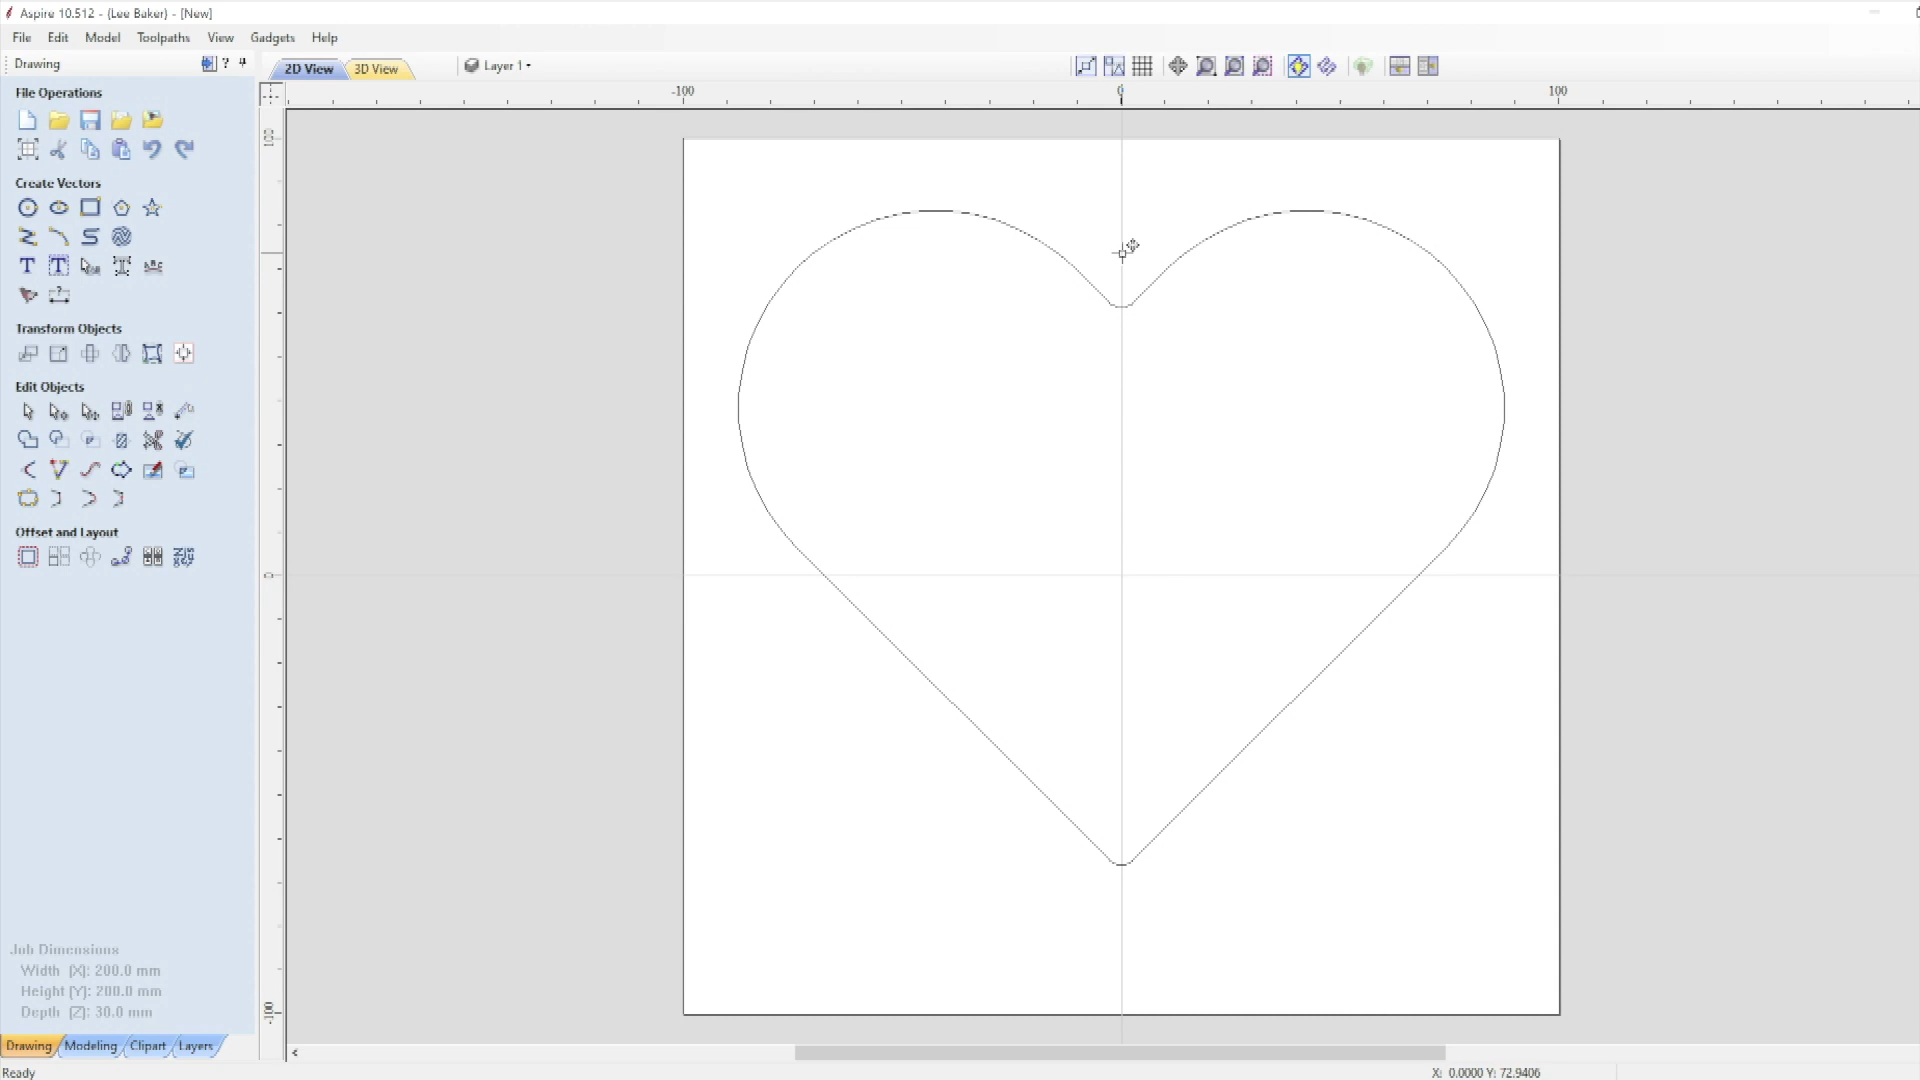 Aspire 10.512 - {Lee Baker} - [New]
File Edit Model Toolpaths View Gadgets Help
Drawing ?
2D View 3D View Layer 1
-100 0 100
100
0
-100
File Operations
Create Vectors
Transform Objects
Edit Objects
Offset and Layout
Job Dimensions
Width (X): 200.0 mm
Height (Y): 200.0 mm
Depth (Z): 30.0 mm
Drawing Modeling Clipart Layers
Ready
X: 0.0000 Y: 72.9406